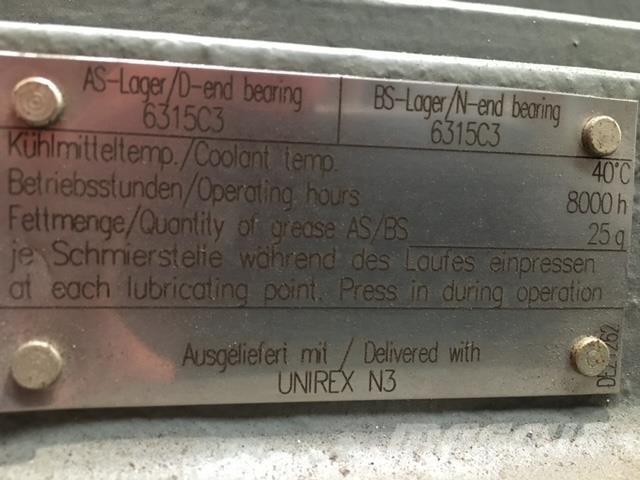 AS-Lager/D-end bearing
6315C3
BS-Lager/N-end bearing
6315C3
Kühlmitteltemp./Coolant temp. 40°C
Betriebsstunden/Operating hours 8000 h
Fettmenge/Quantity of grease AS/BS 25 g
je Schmierstelle während des Laufes einpressen
at each lubricating point. Press in during operation
Ausgeliefert mit / Delivered with
UNIREX N3
MASCUS